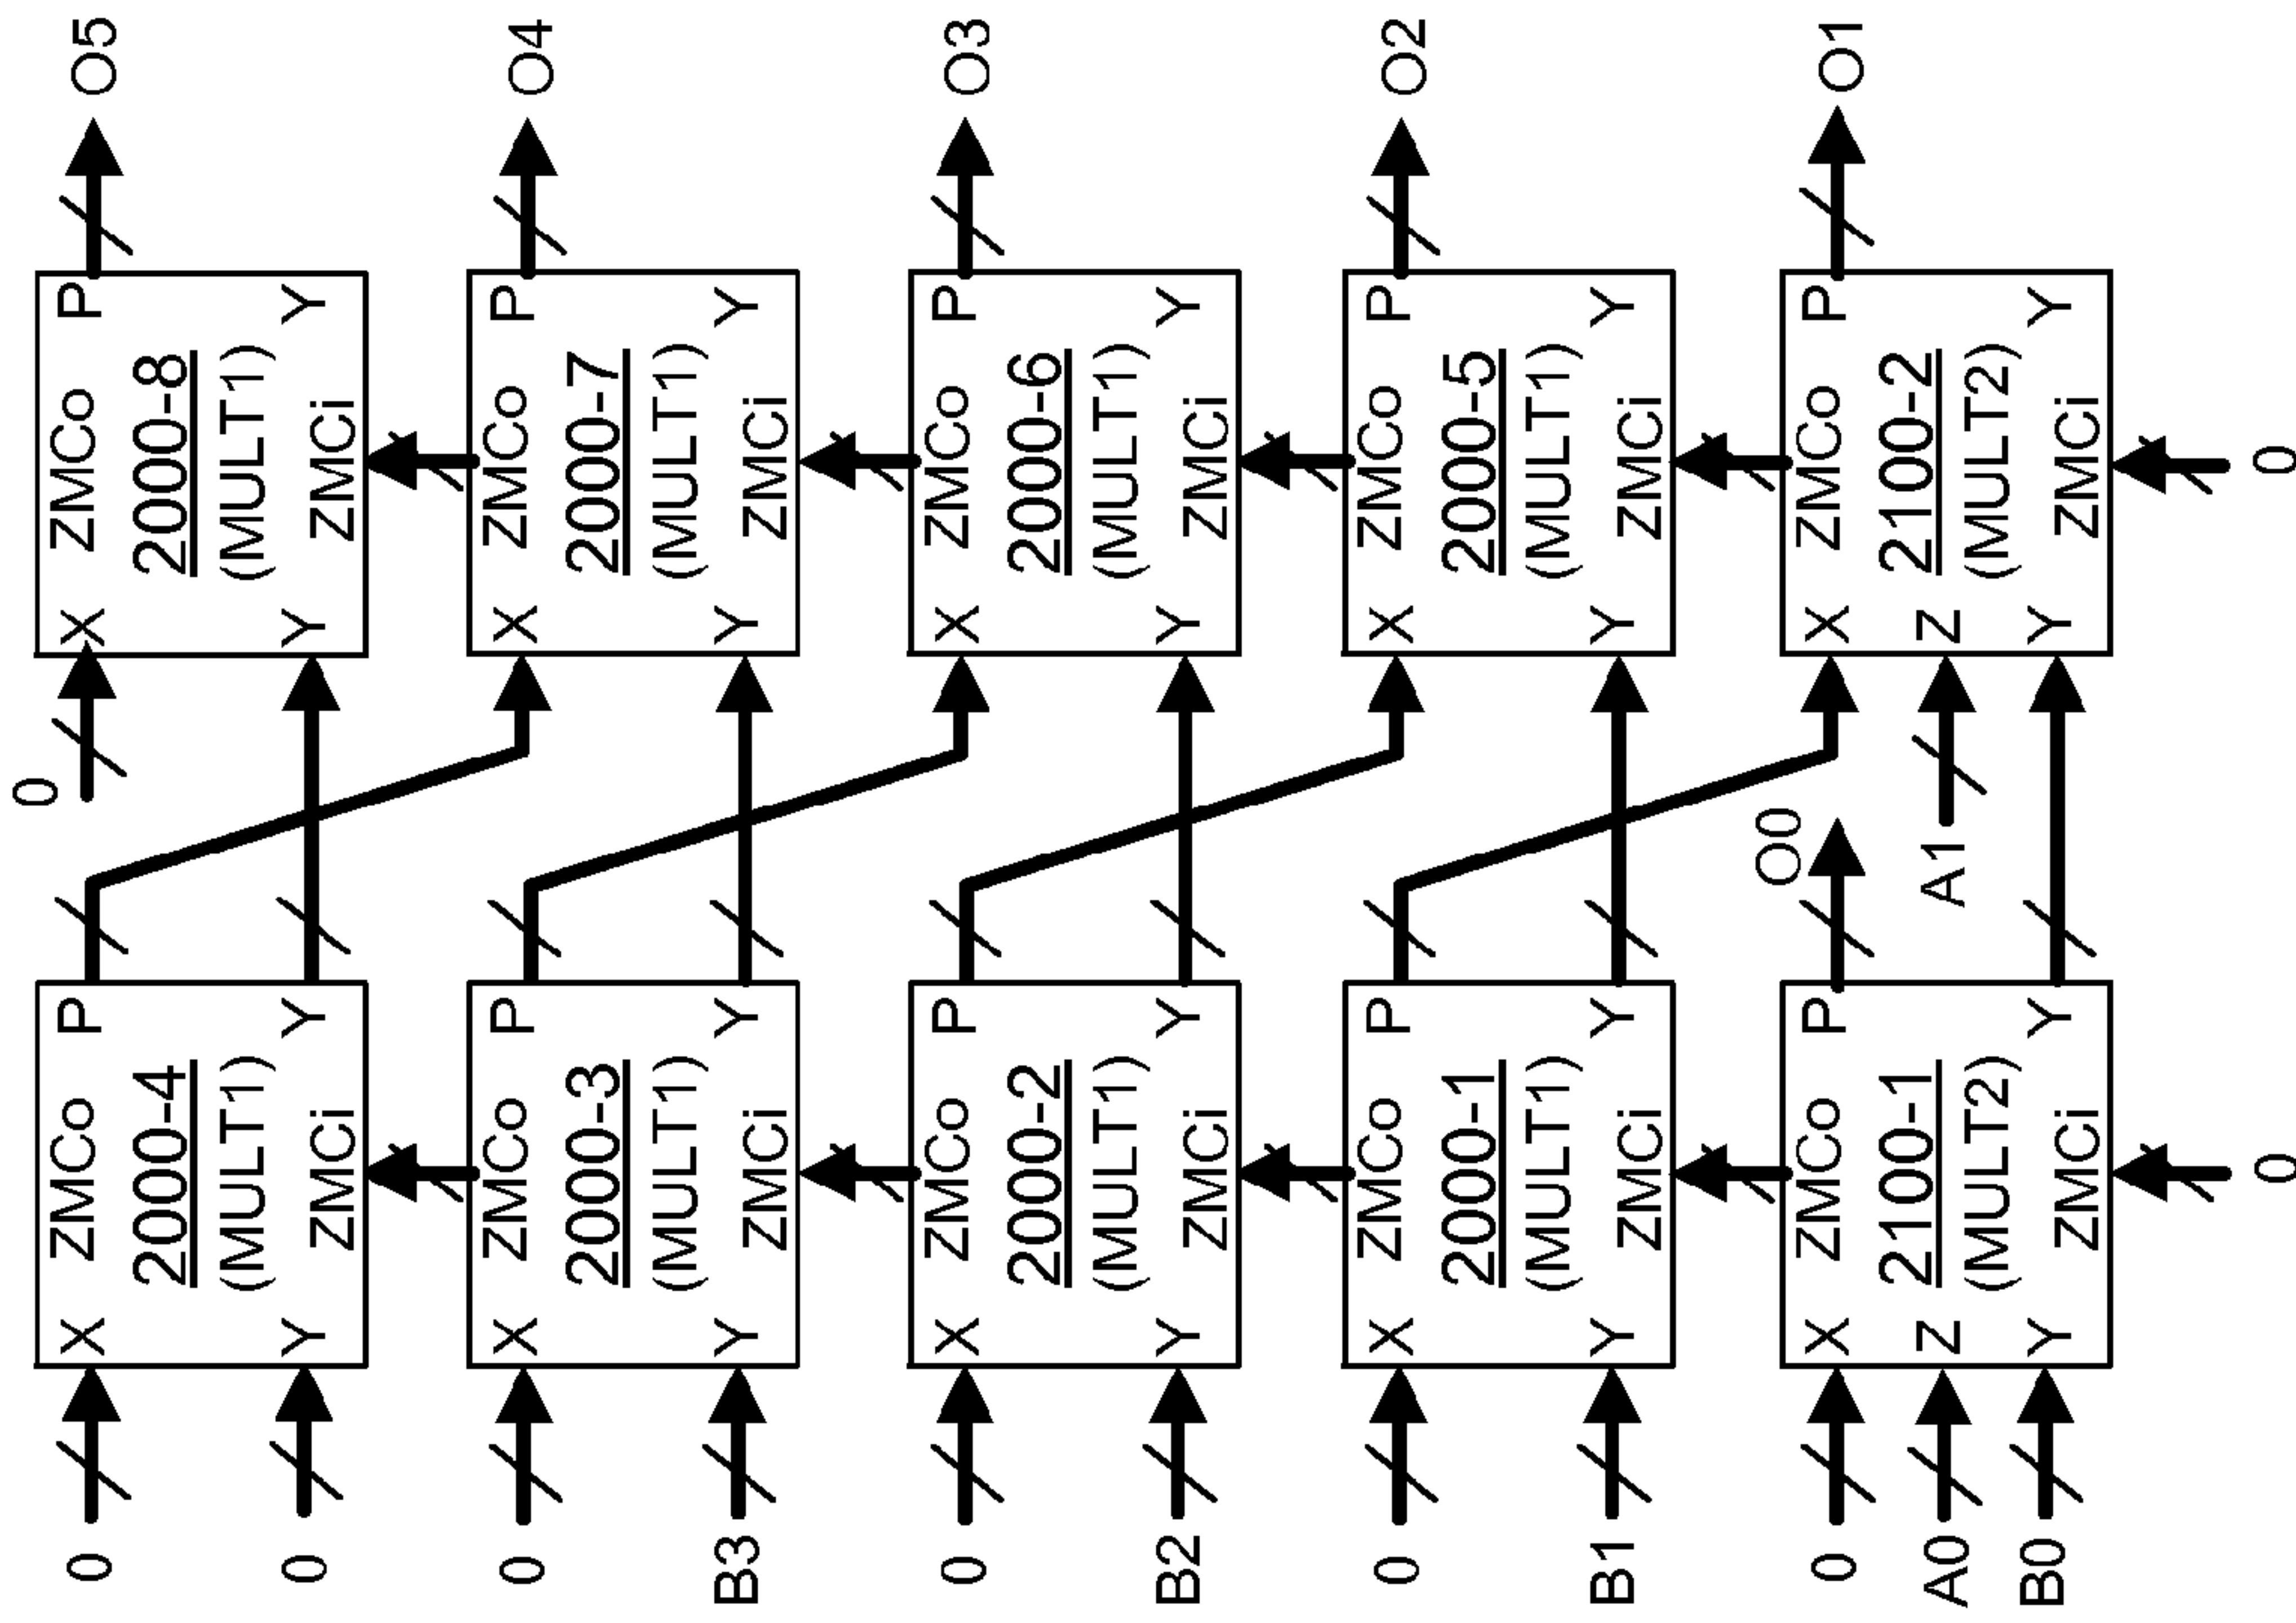 0
0 X ZMCo P X ZMCo P O5
2000-4 2000-8
(MULT1) (MULT1)
0 Y Y Y Y
ZMCi ZMCi
0 X ZMCo P X ZMCo P O4
2000-3 2000-7
(MULT1) (MULT1)
B3 Y Y Y Y
ZMCi ZMCi
0 X ZMCo P X ZMCo P O3
2000-2 2000-6
(MULT1) (MULT1)
B2 Y Y Y Y
ZMCi ZMCi
0 X ZMCo P X ZMCo P O2
2000-1 2000-5
(MULT1) (MULT1)
B1 Y Y Y Y
ZMCi ZMCi
O0
0 X ZMCo P X ZMCo P O1
2100-1 2100-2
A0 Z A1 Z
(MULT2) (MULT2)
B0 Y Y Y Y
ZMCi ZMCi
0 0